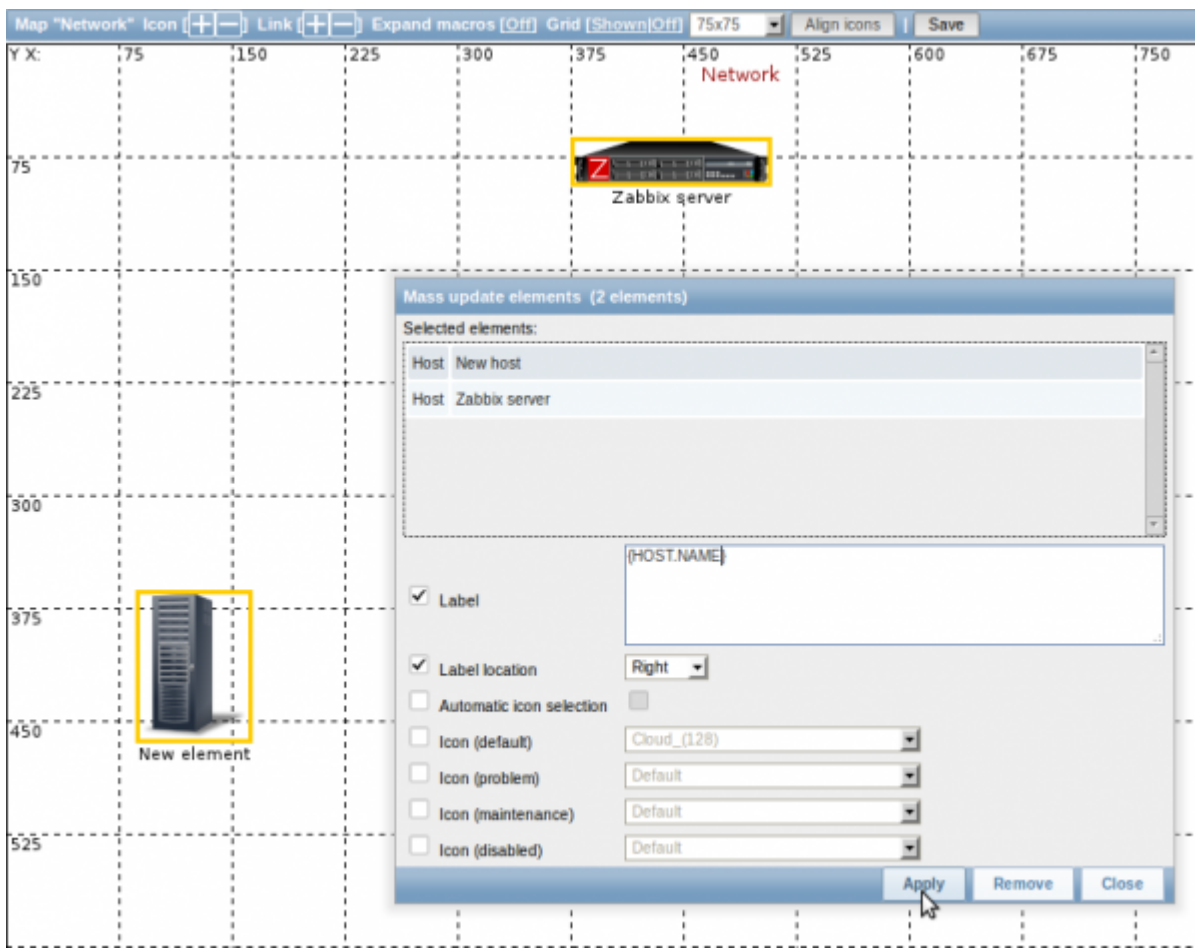 Map "Network" Icon [+|−] Link [+|−] Expand macros [Off] Grid [Shown|Off] 75x75 Align icons | Save
Y X: 75 150 225 300 375 450 525 600 675 750
Network
75
Z
Zabbix server
150
Mass update elements (2 elements)
Selected elements:
Host New host
225
Host Zabbix server
300
{HOST.NAME}
Label
375
Label location Right
Automatic icon selection
450
Icon (default) Cloud_(128)
New element
Icon (problem) Default
Icon (maintenance) Default
525
Icon (disabled) Default
Apply Remove Close